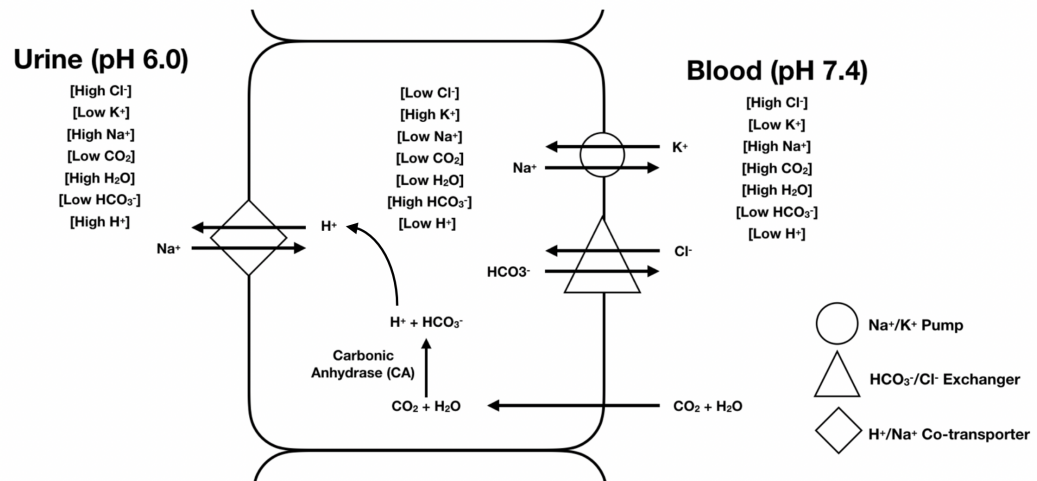 Urine (pH 6.0)
[High Cl-]
[Low K+]
[High Na+]
[Low CO2]
[High H2O]
[Low HCO3-]
[High H+]
Na+
H+
[Low Cl-]
[High K+]
[Low Na+]
[Low CO2]
[Low H2O]
[High HCO3-]
[Low H+]
H+ + HCO3-
Carbonic
Anhydrase (CA)
CO2 + H2O
Na+
K+
HCO3-
Cl-
CO2 + H2O
Blood (pH 7.4)
[High Cl-]
[Low K+]
[High Na+]
[High CO2]
[High H2O]
[Low HCO3-]
[Low H+]
Na+/K+ Pump
HCO3-/Cl- Exchanger
H+/Na+ Co-transporter